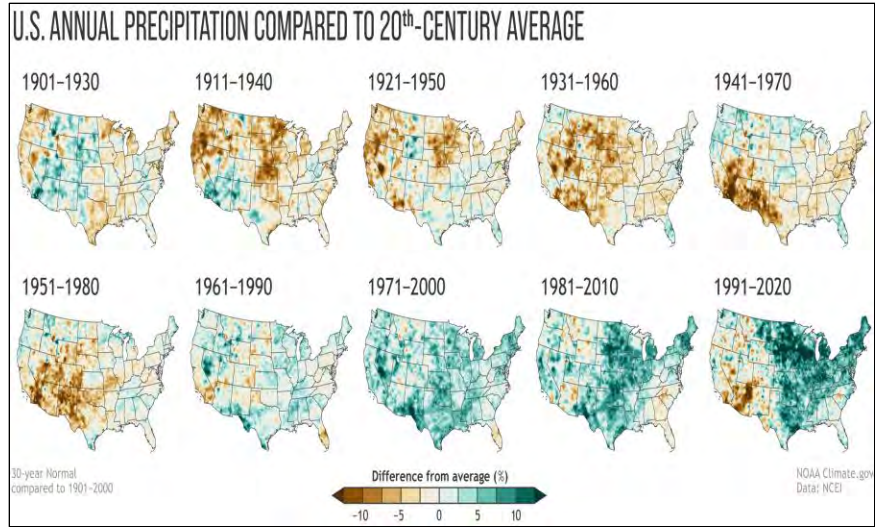 U.S. ANNUAL PRECIPITATION COMPARED TO 20th-CENTURY AVERAGE
1901–1930
1911–1940
1921–1950
1931–1960
1941–1970
1951–1980
1961–1990
1971–2000
1981–2010
1991–2020
30-year Normal
compared to 1901–2000
Difference from average (%)
-10 -5 0 5 10
NOAA Climate.gov
Data: NCEI